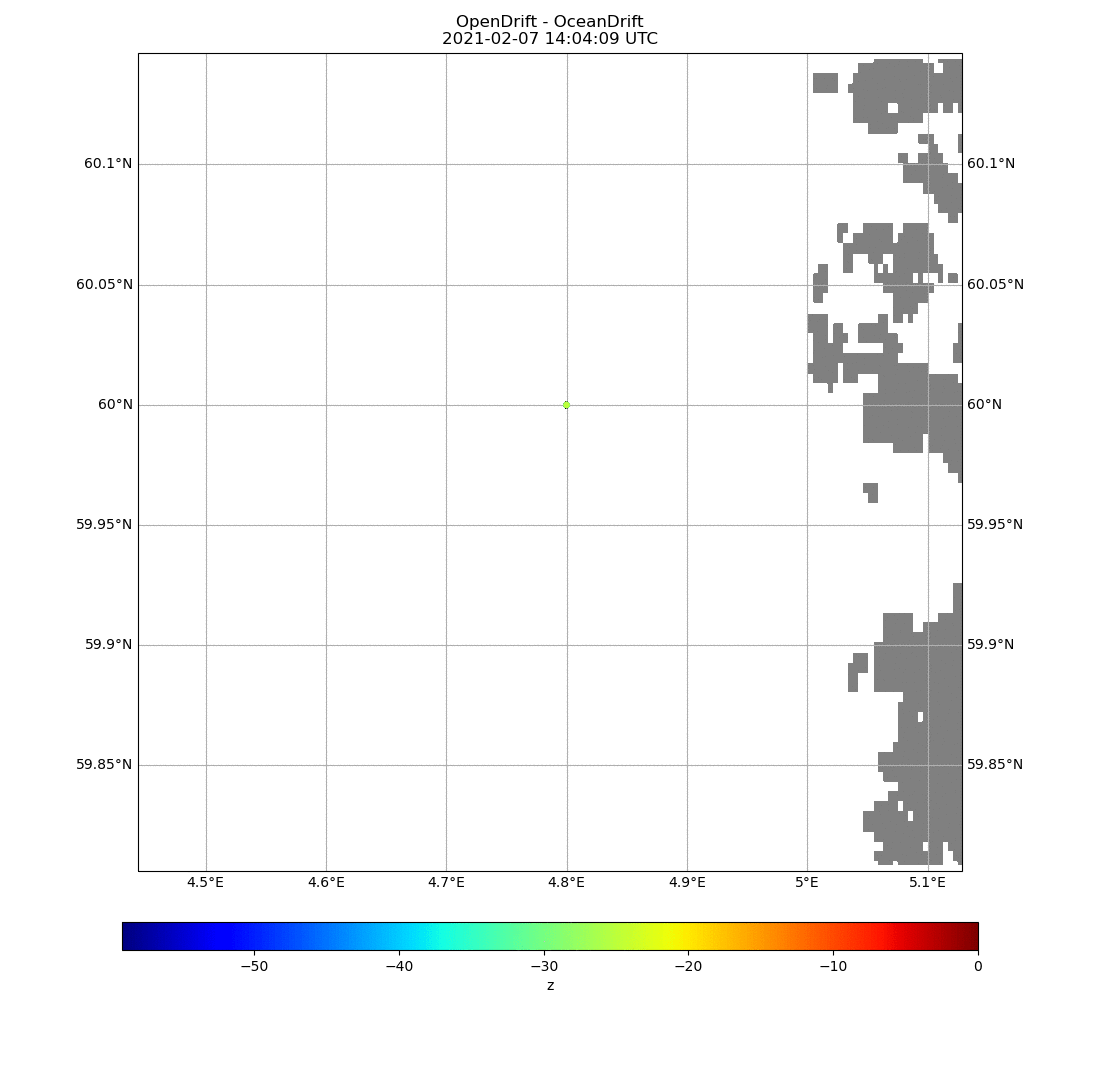 OpenDrift - OceanDrift
2021-02-07 14:04:09 UTC
60.1°N 60.1°N
60.05°N 60.05°N
60°N 60°N
59.95°N 59.95°N
59.9°N 59.9°N
59.85°N 59.85°N
4.5°E 4.6°E 4.7°E 4.8°E 4.9°E 5°E 5.1°E
−50 −40 −30 −20 −10 0
z